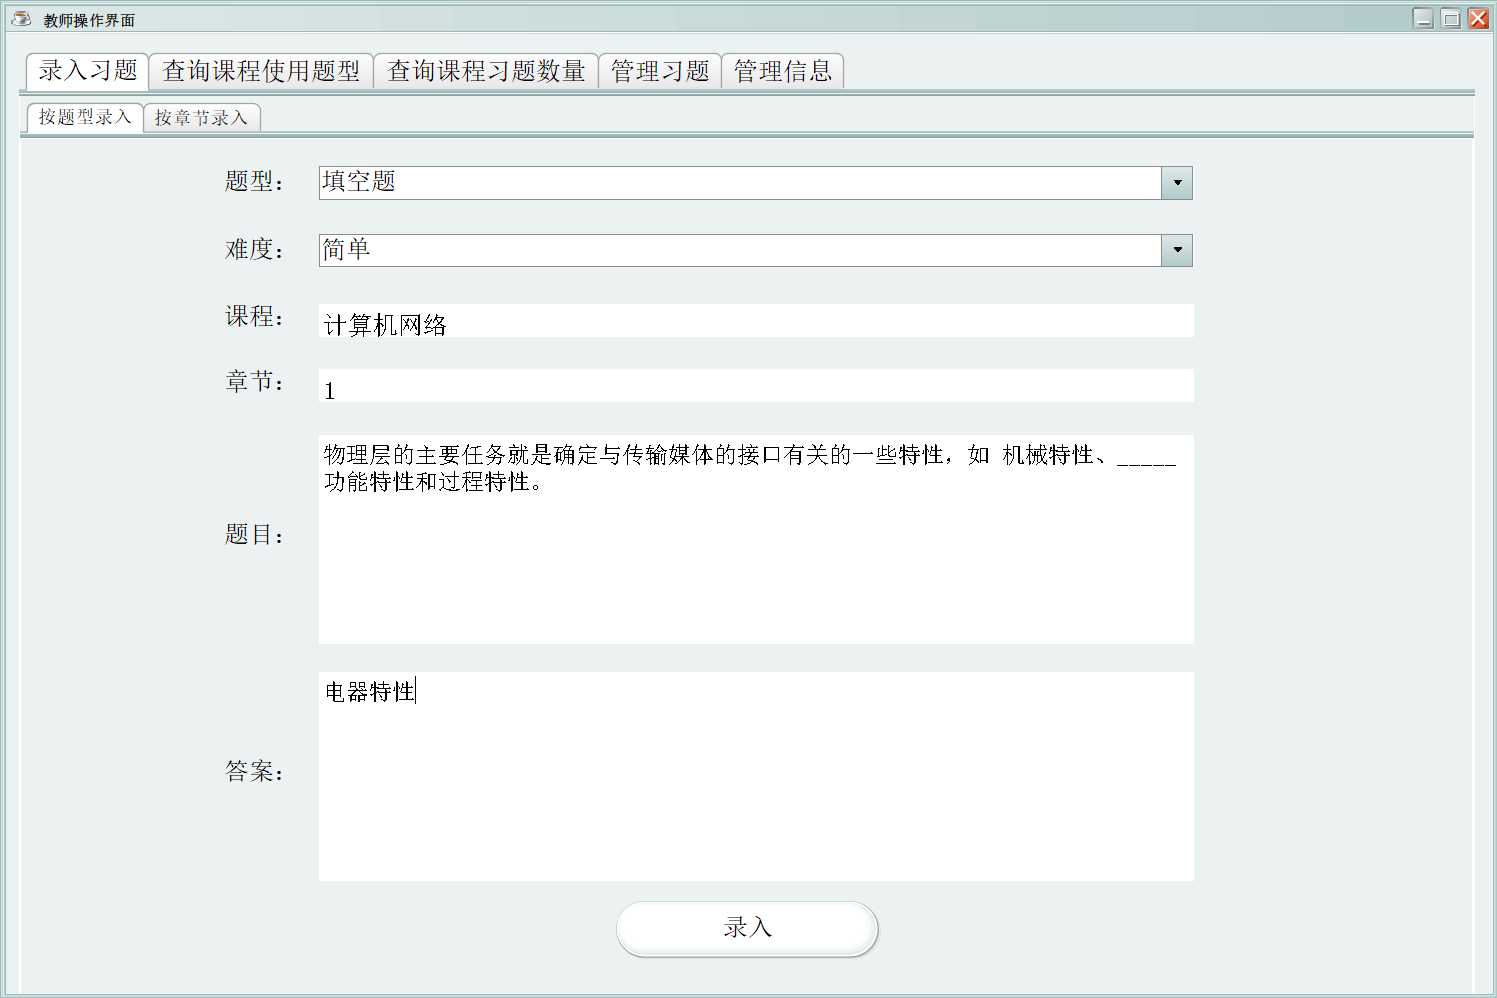 教师操作界面
录入习题 查询课程使用题型 查询课程习题数量 管理习题 管理信息
按题型录入 按章节录入
题型： 填空题
难度： 简单
课程： 计算机网络
章节： 1
物理层的主要任务就是确定与传输媒体的接口有关的一些特性，如 机械特性、_____
功能特性和过程特性。
题目：
电器特性
答案：
录入